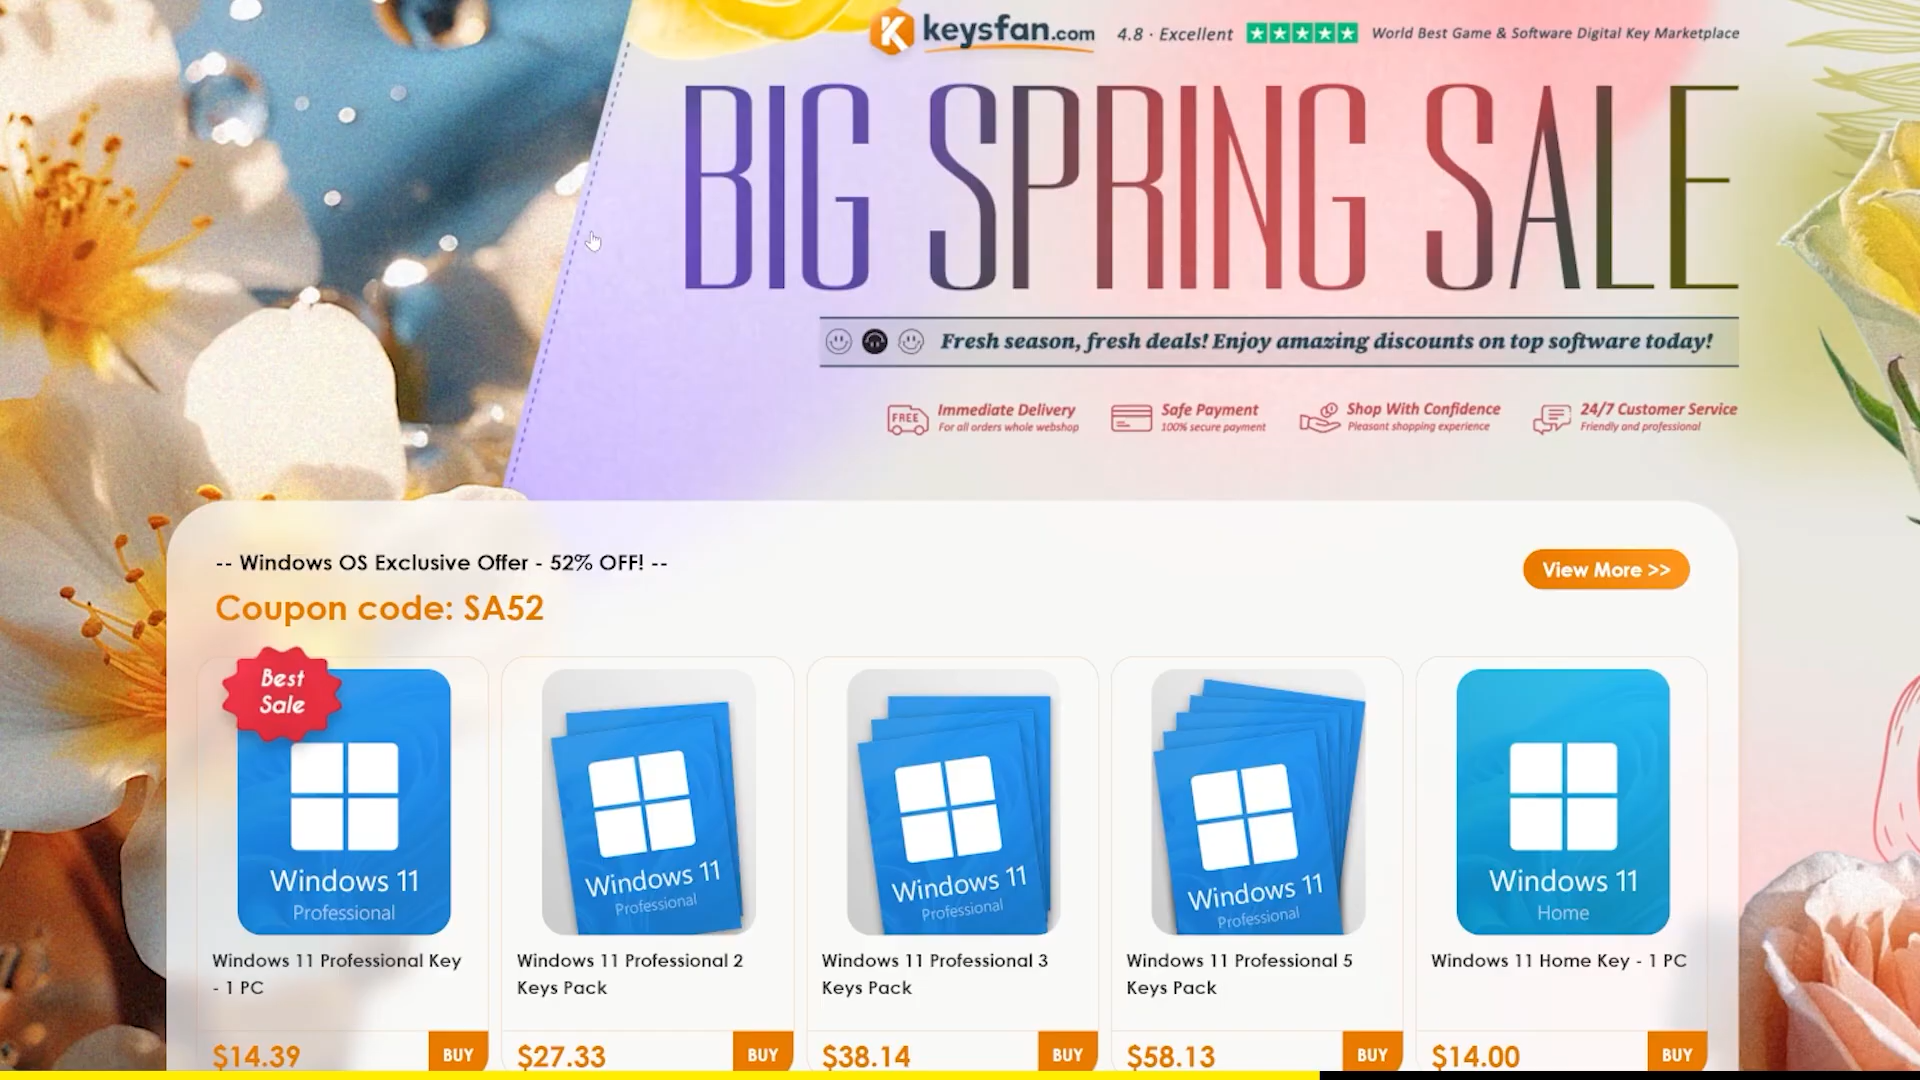 keysfan.com 4.8 · Excellent World Best Game & Software Digital Key Marketplace
BIG SPRING SALE
Fresh season, fresh deals! Enjoy amazing discounts on top software today!
FREE
Immediate Delivery
For all orders whole webshop
Safe Payment
100% secure payment
Shop With Confidence
Pleasant shopping experience
24/7 Customer Service
Friendly and professional
-- Windows OS Exclusive Offer - 52% OFF! --
Coupon code: SA52
View More >>
Best
Sale
Windows 11
Professional
Windows 11 Professional Key
- 1 PC
$14.39 BUY
Windows 11
Professional
Windows 11 Professional 2
Keys Pack
$27.33 BUY
Windows 11
Professional
Windows 11 Professional 3
Keys Pack
$38.14 BUY
Windows 11
Professional
Windows 11 Professional 5
Keys Pack
$58.13 BUY
Windows 11
Home
Windows 11 Home Key - 1 PC
$14.00 BUY